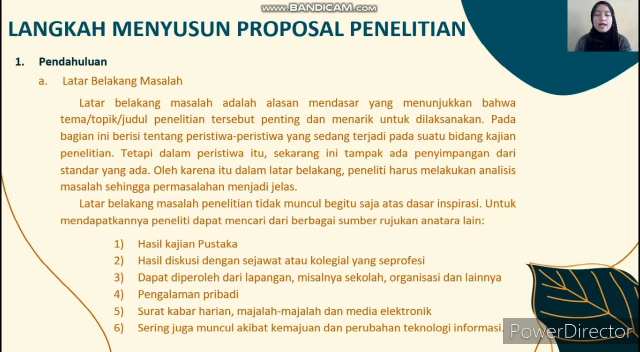 www.BANDICAM.com
LANGKAH MENYUSUN PROPOSAL PENELITIAN
1. Pendahuluan
a. Latar Belakang Masalah
Latar belakang masalah adalah alasan mendasar yang menunjukkan bahwa
tema/topik/judul penelitian tersebut penting dan menarik untuk dilaksanakan. Pada
bagian ini berisi tentang peristiwa-peristiwa yang sedang terjadi pada suatu bidang kajian
penelitian. Tetapi dalam peristiwa itu, sekarang ini tampak ada penyimpangan dari
standar yang ada. Oleh karena itu dalam latar belakang, peneliti harus melakukan analisis
masalah sehingga permasalahan menjadi jelas.
Latar belakang masalah penelitian tidak muncul begitu saja atas dasar inspirasi. Untuk
mendapatkannya peneliti dapat mencari dari berbagai sumber rujukan anatara lain:
1) Hasil kajian Pustaka
2) Hasil diskusi dengan sejawat atau kolegial yang seprofesi
3) Dapat diperoleh dari lapangan, misalnya sekolah, organisasi dan lainnya
4) Pengalaman pribadi
5) Surat kabar harian, majalah-majalah dan media elektronik
6) Sering juga muncul akibat kemajuan dan perubahan teknologi informasi.
PowerDirector